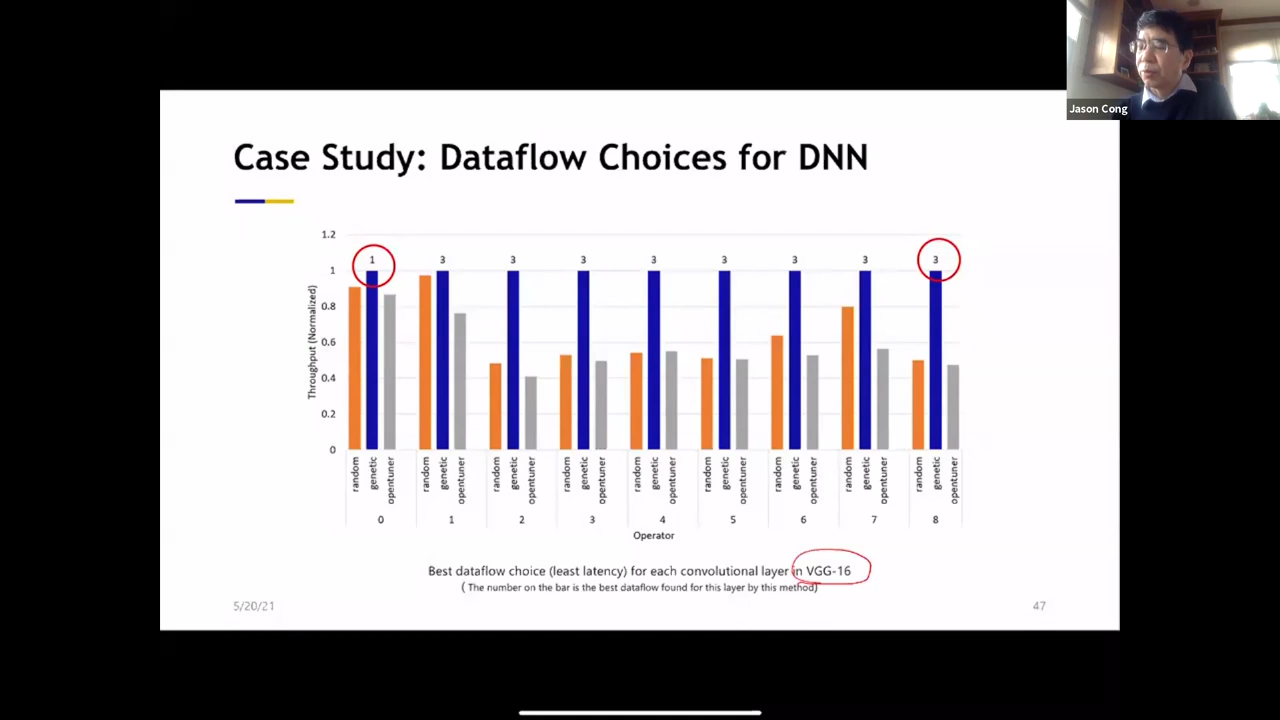 Jason Cong
Case Study: Dataflow Choices for DNN
1.2
1
0.8
0.6
0.4
0.2
0
Throughput (Normalized)
1 3 3 3 3 3 3 3 3
random genetic opentuner random genetic opentuner random genetic opentuner random genetic opentuner random genetic opentuner random genetic opentuner random genetic opentuner random genetic opentuner random genetic opentuner
0 1 2 3 4 5 6 7 8
Operator
Best dataflow choice (least latency) for each convolutional layer in VGG-16
( The number on the bar is the best dataflow found for this layer by this method)
5/20/21
47